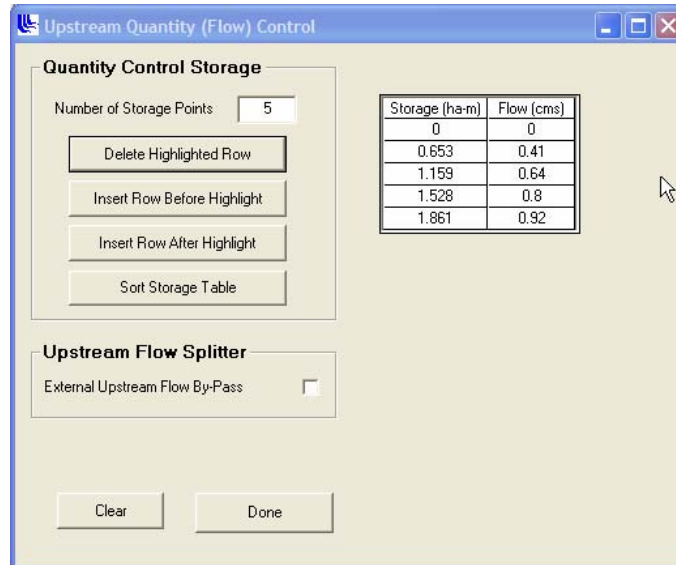 Upstream Quantity (Flow) Control
Quantity Control Storage
Number of Storage Points 5
Delete Highlighted Row
Insert Row Before Highlight
Insert Row After Highlight
Sort Storage Table
Storage (ha-m) Flow (cms)
0 0
0.653 0.41
1.159 0.64
1.528 0.8
1.861 0.92
Upstream Flow Splitter
External Upstream Flow By-Pass
Clear Done